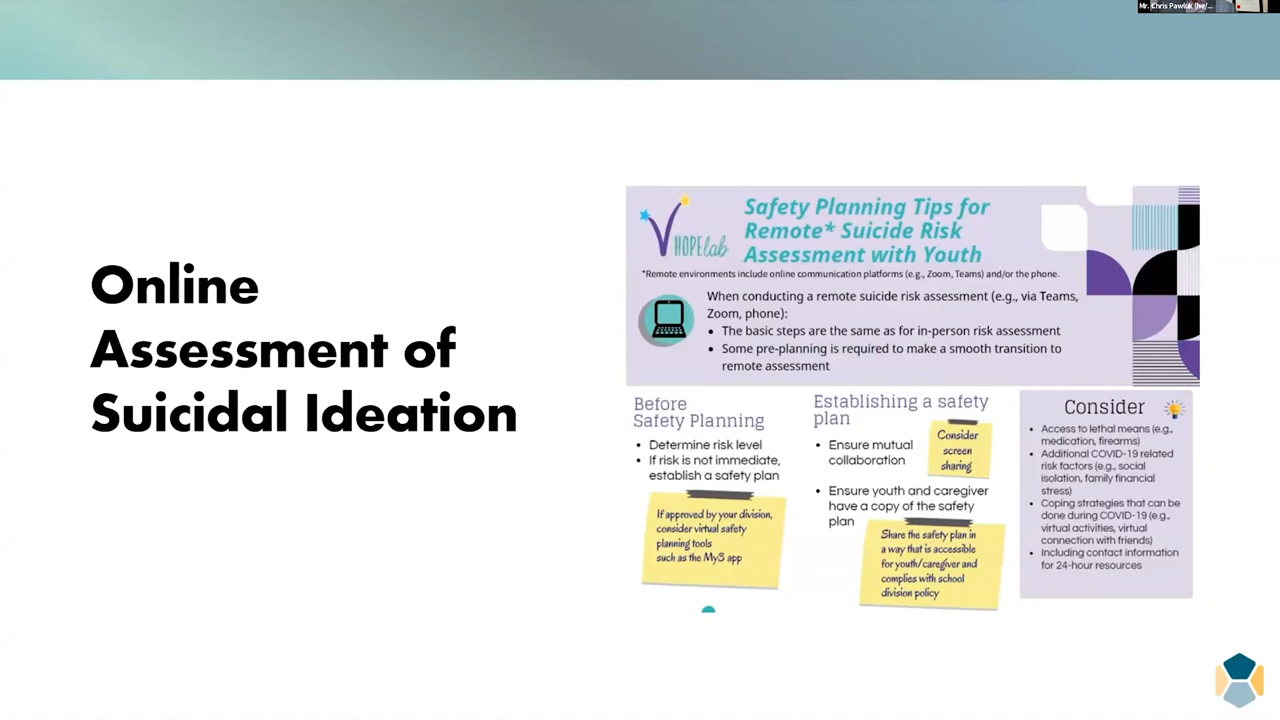 Mr. Chris Pawluk (he/...
Online
Assessment of
Suicidal Ideation
HOPElab
Safety Planning Tips for
Remote* Suicide Risk
Assessment with Youth
*Remote environments include online communication platforms (e.g., Zoom, Teams) and/or the phone.
When conducting a remote suicide risk assessment (e.g., via Teams,
Zoom, phone):
• The basic steps are the same as for in-person risk assessment
• Some pre-planning is required to make a smooth transition to
remote assessment
Before
Safety Planning
• Determine risk level
• If risk is not immediate,
establish a safety plan
If approved by your division,
consider virtual safety
planning tools
such as the My3 app
Establishing a safety
plan
• Ensure mutual
collaboration
Consider
screen
sharing
• Ensure youth and caregiver
have a copy of the safety
plan
Share the safety plan in
a way that is accessible
for youth/caregiver and
complies with school
division policy
Consider
• Access to lethal means (e.g.,
medication, firearms)
• Additional COVID-19 related
risk factors (e.g., social
isolation, family financial
stress)
• Coping strategies that can be
done during COVID-19 (e.g.,
virtual activities, virtual
connection with friends)
• Including contact information
for 24-hour resources